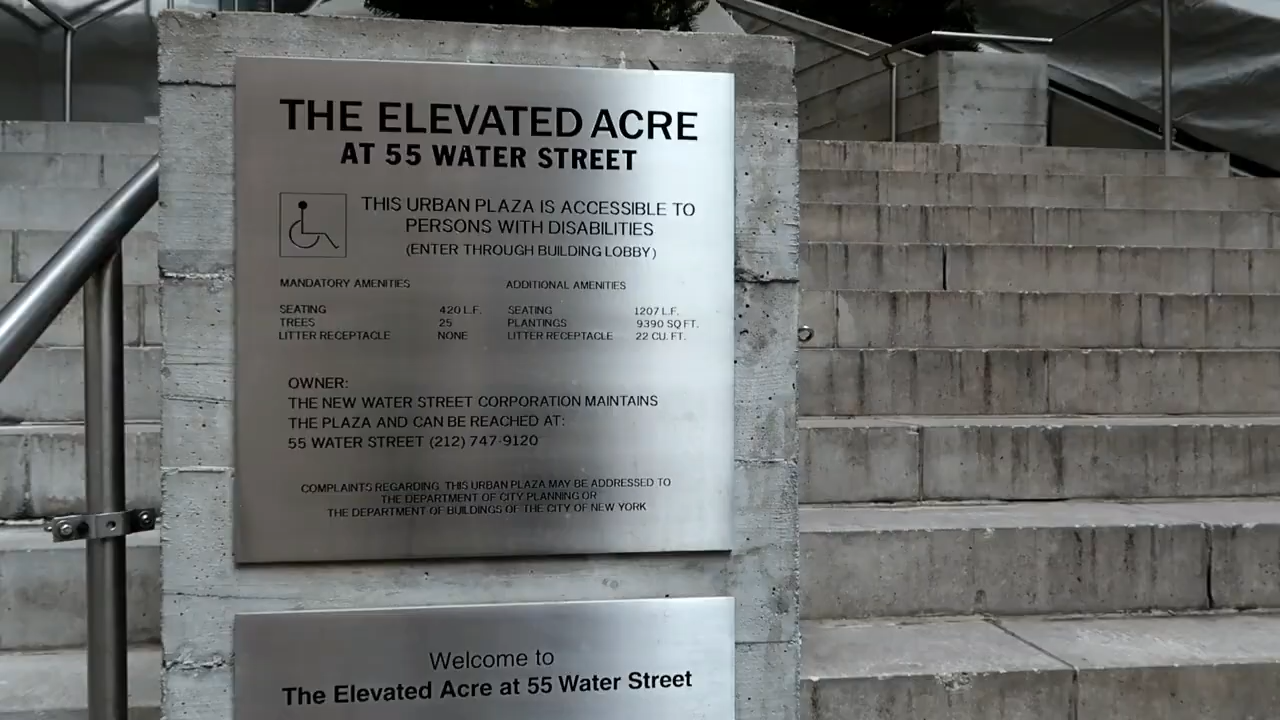 THE ELEVATED ACRE
AT 55 WATER STREET
THIS URBAN PLAZA IS ACCESSIBLE TO
PERSONS WITH DISABILITIES
(ENTER THROUGH BUILDING LOBBY)
MANDATORY AMENITIES ADDITIONAL AMENITIES
SEATING 420 L.F. SEATING 1207 L.F.
TREES 25 PLANTINGS 9390 SQ FT.
LITTER RECEPTACLE NONE LITTER RECEPTACLE 22 CU. FT.
OWNER:
THE NEW WATER STREET CORPORATION MAINTAINS
THE PLAZA AND CAN BE REACHED AT:
55 WATER STREET (212) 747-9120
COMPLAINTS REGARDING THIS URBAN PLAZA MAY BE ADDRESSED TO
THE DEPARTMENT OF CITY PLANNING OR
THE DEPARTMENT OF BUILDINGS OF THE CITY OF NEW YORK
Welcome to
The Elevated Acre at 55 Water Street